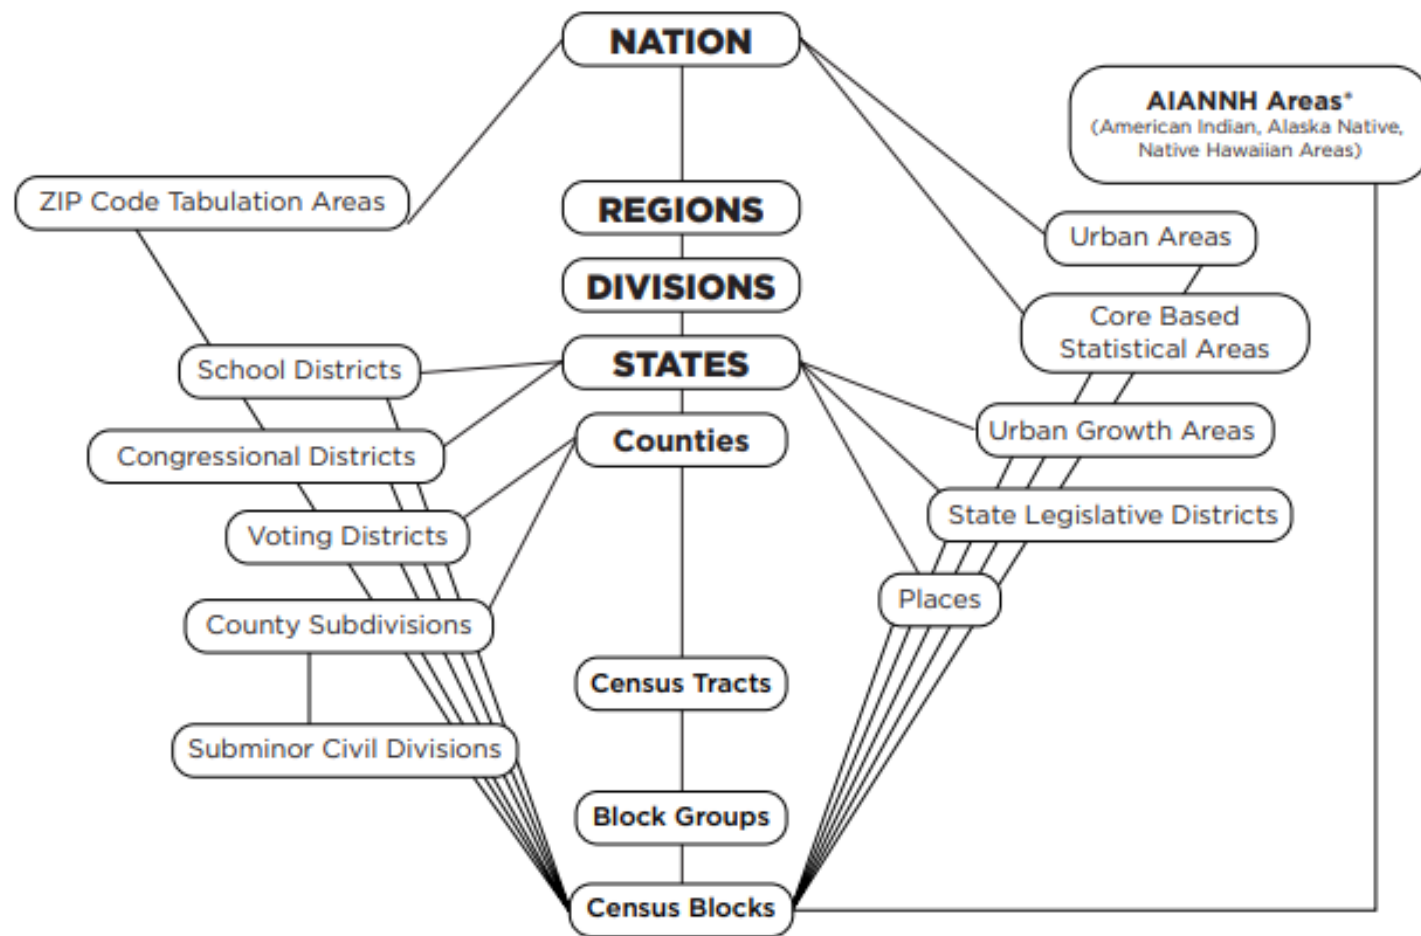 NATION
AIANNH Areas*
(American Indian, Alaska Native,
Native Hawaiian Areas)
ZIP Code Tabulation Areas
REGIONS
Urban Areas
DIVISIONS
Core Based
Statistical Areas
School Districts
STATES
Counties
Urban Growth Areas
Congressional Districts
State Legislative Districts
Voting Districts
Places
County Subdivisions
Census Tracts
Subminor Civil Divisions
Block Groups
Census Blocks